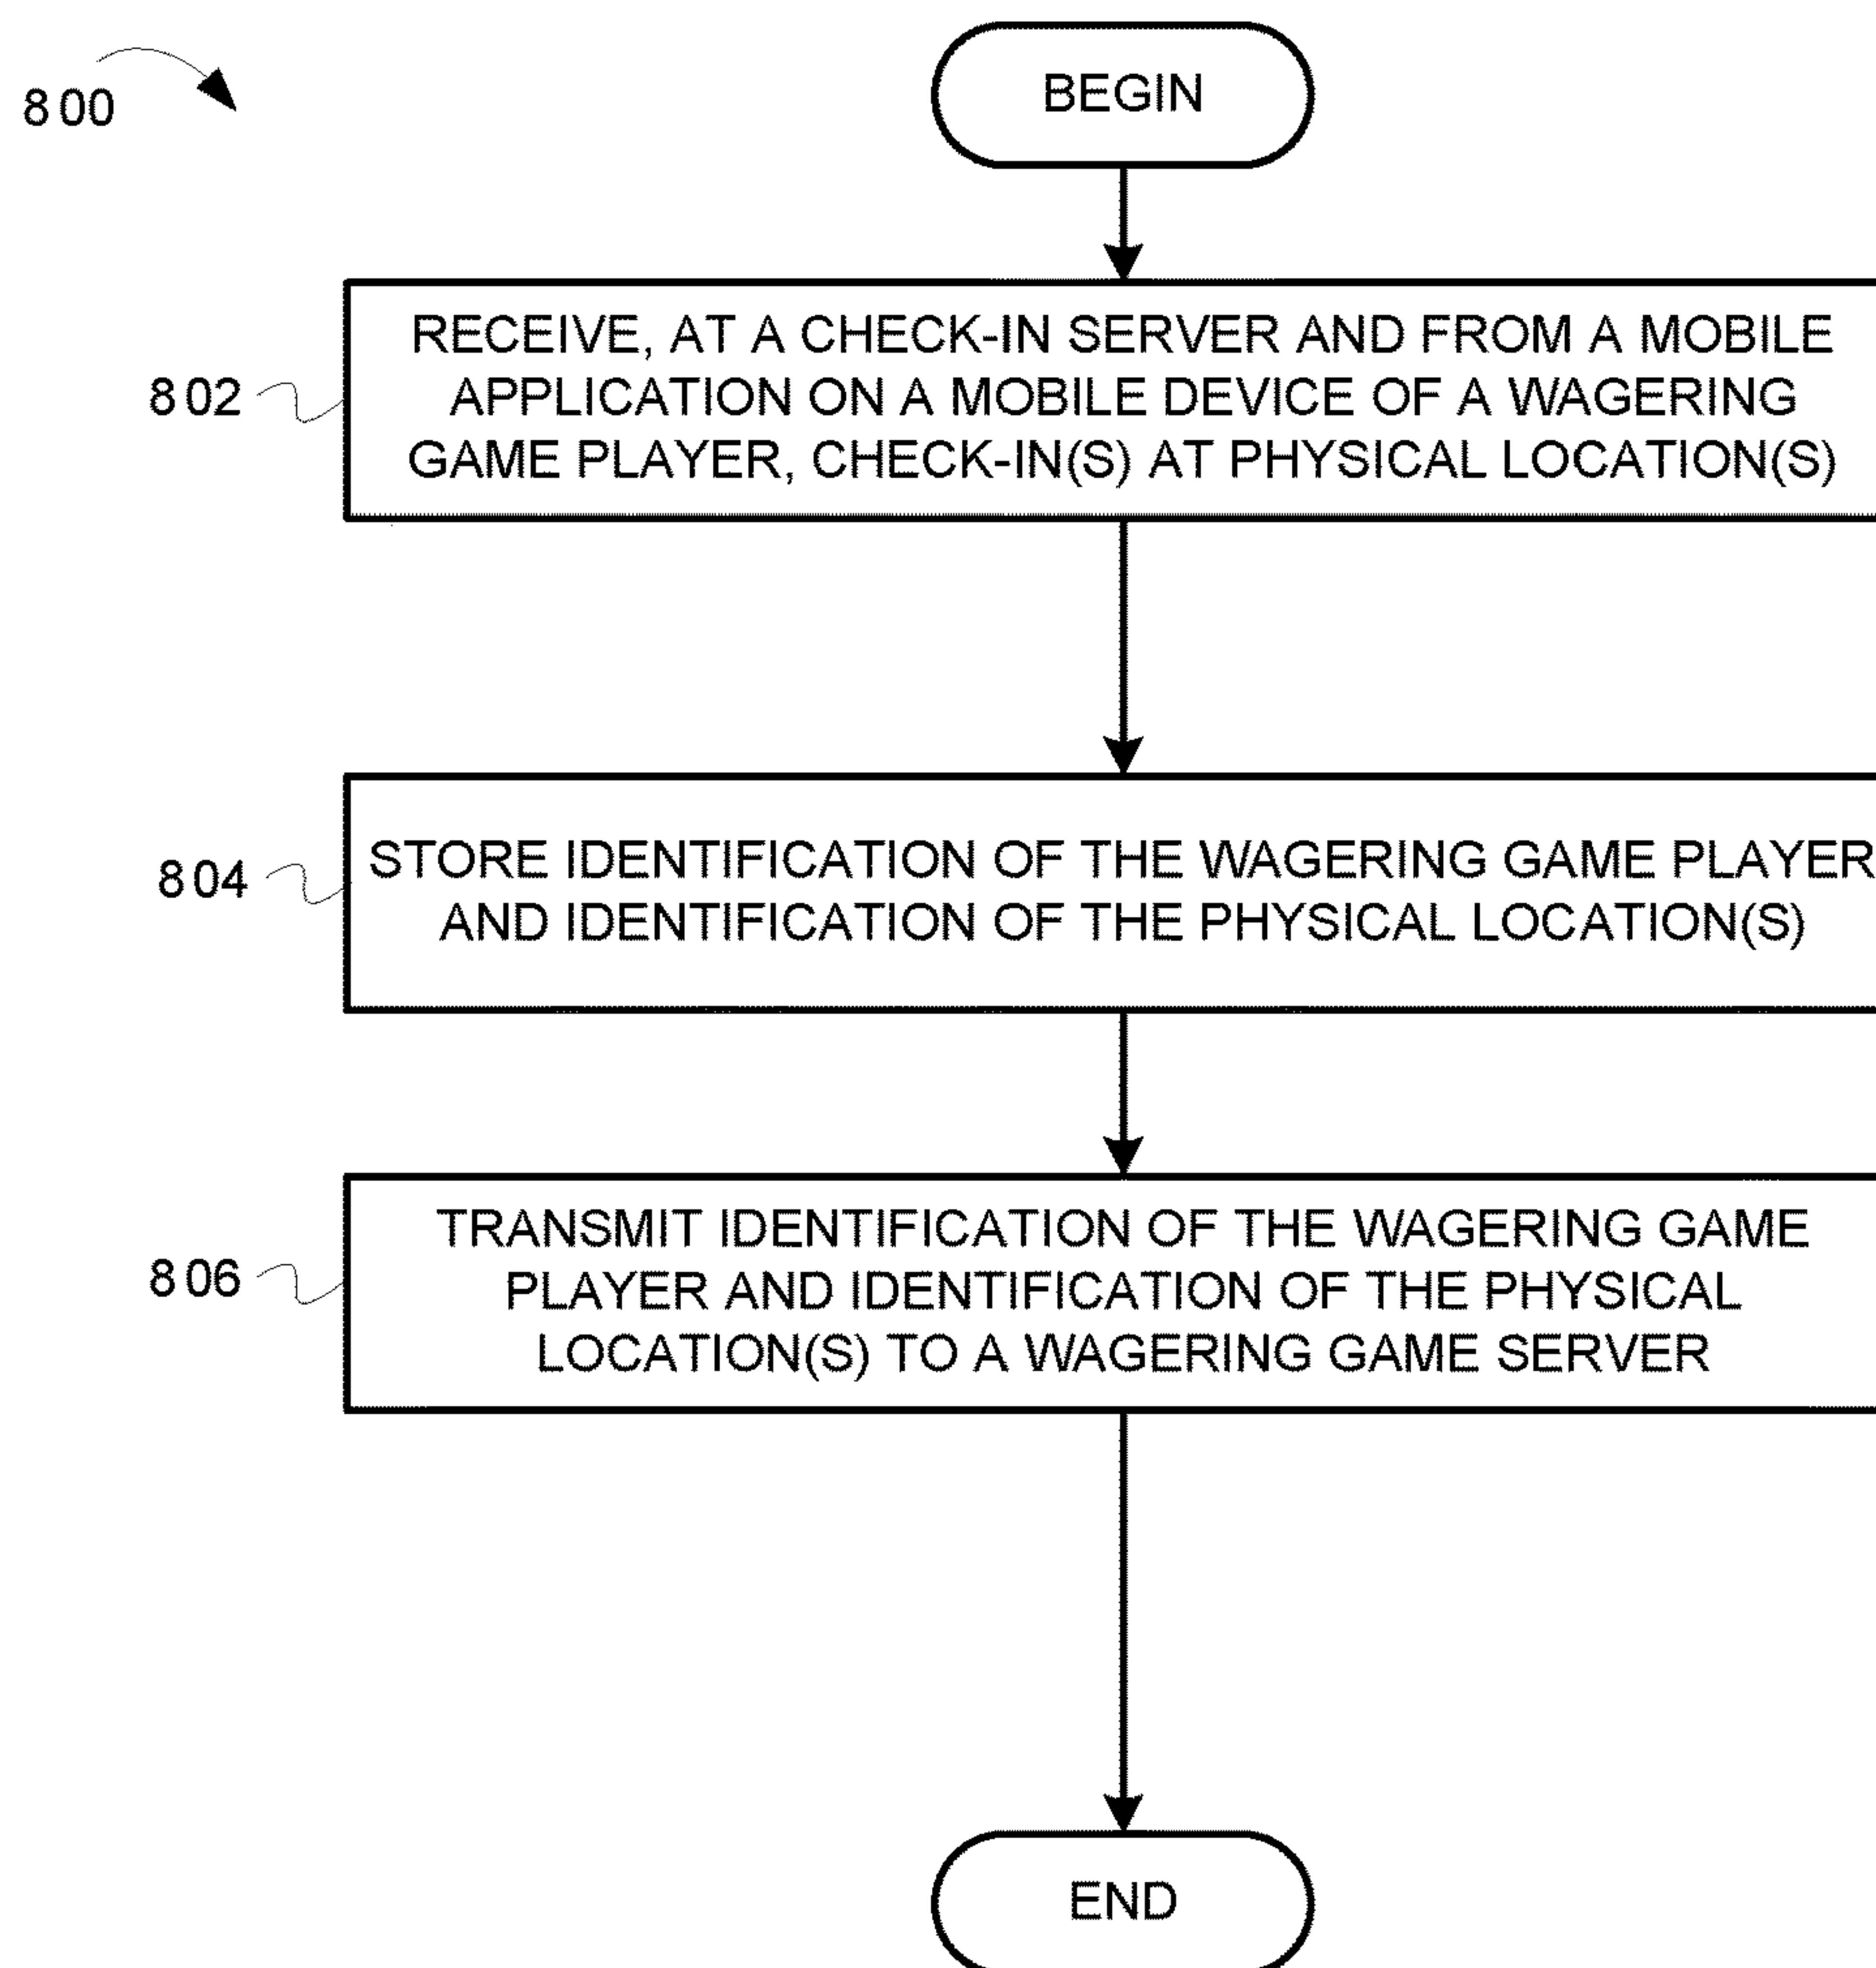 800
BEGIN
802
RECEIVE, AT A CHECK-IN SERVER AND FROM A MOBILE
APPLICATION ON A MOBILE DEVICE OF A WAGERING
GAME PLAYER, CHECK-IN(S) AT PHYSICAL LOCATION(S)
804
STORE IDENTIFICATION OF THE WAGERING GAME PLAYER
AND IDENTIFICATION OF THE PHYSICAL LOCATION(S)
806
TRANSMIT IDENTIFICATION OF THE WAGERING GAME
PLAYER AND IDENTIFICATION OF THE PHYSICAL
LOCATION(S) TO A WAGERING GAME SERVER
END